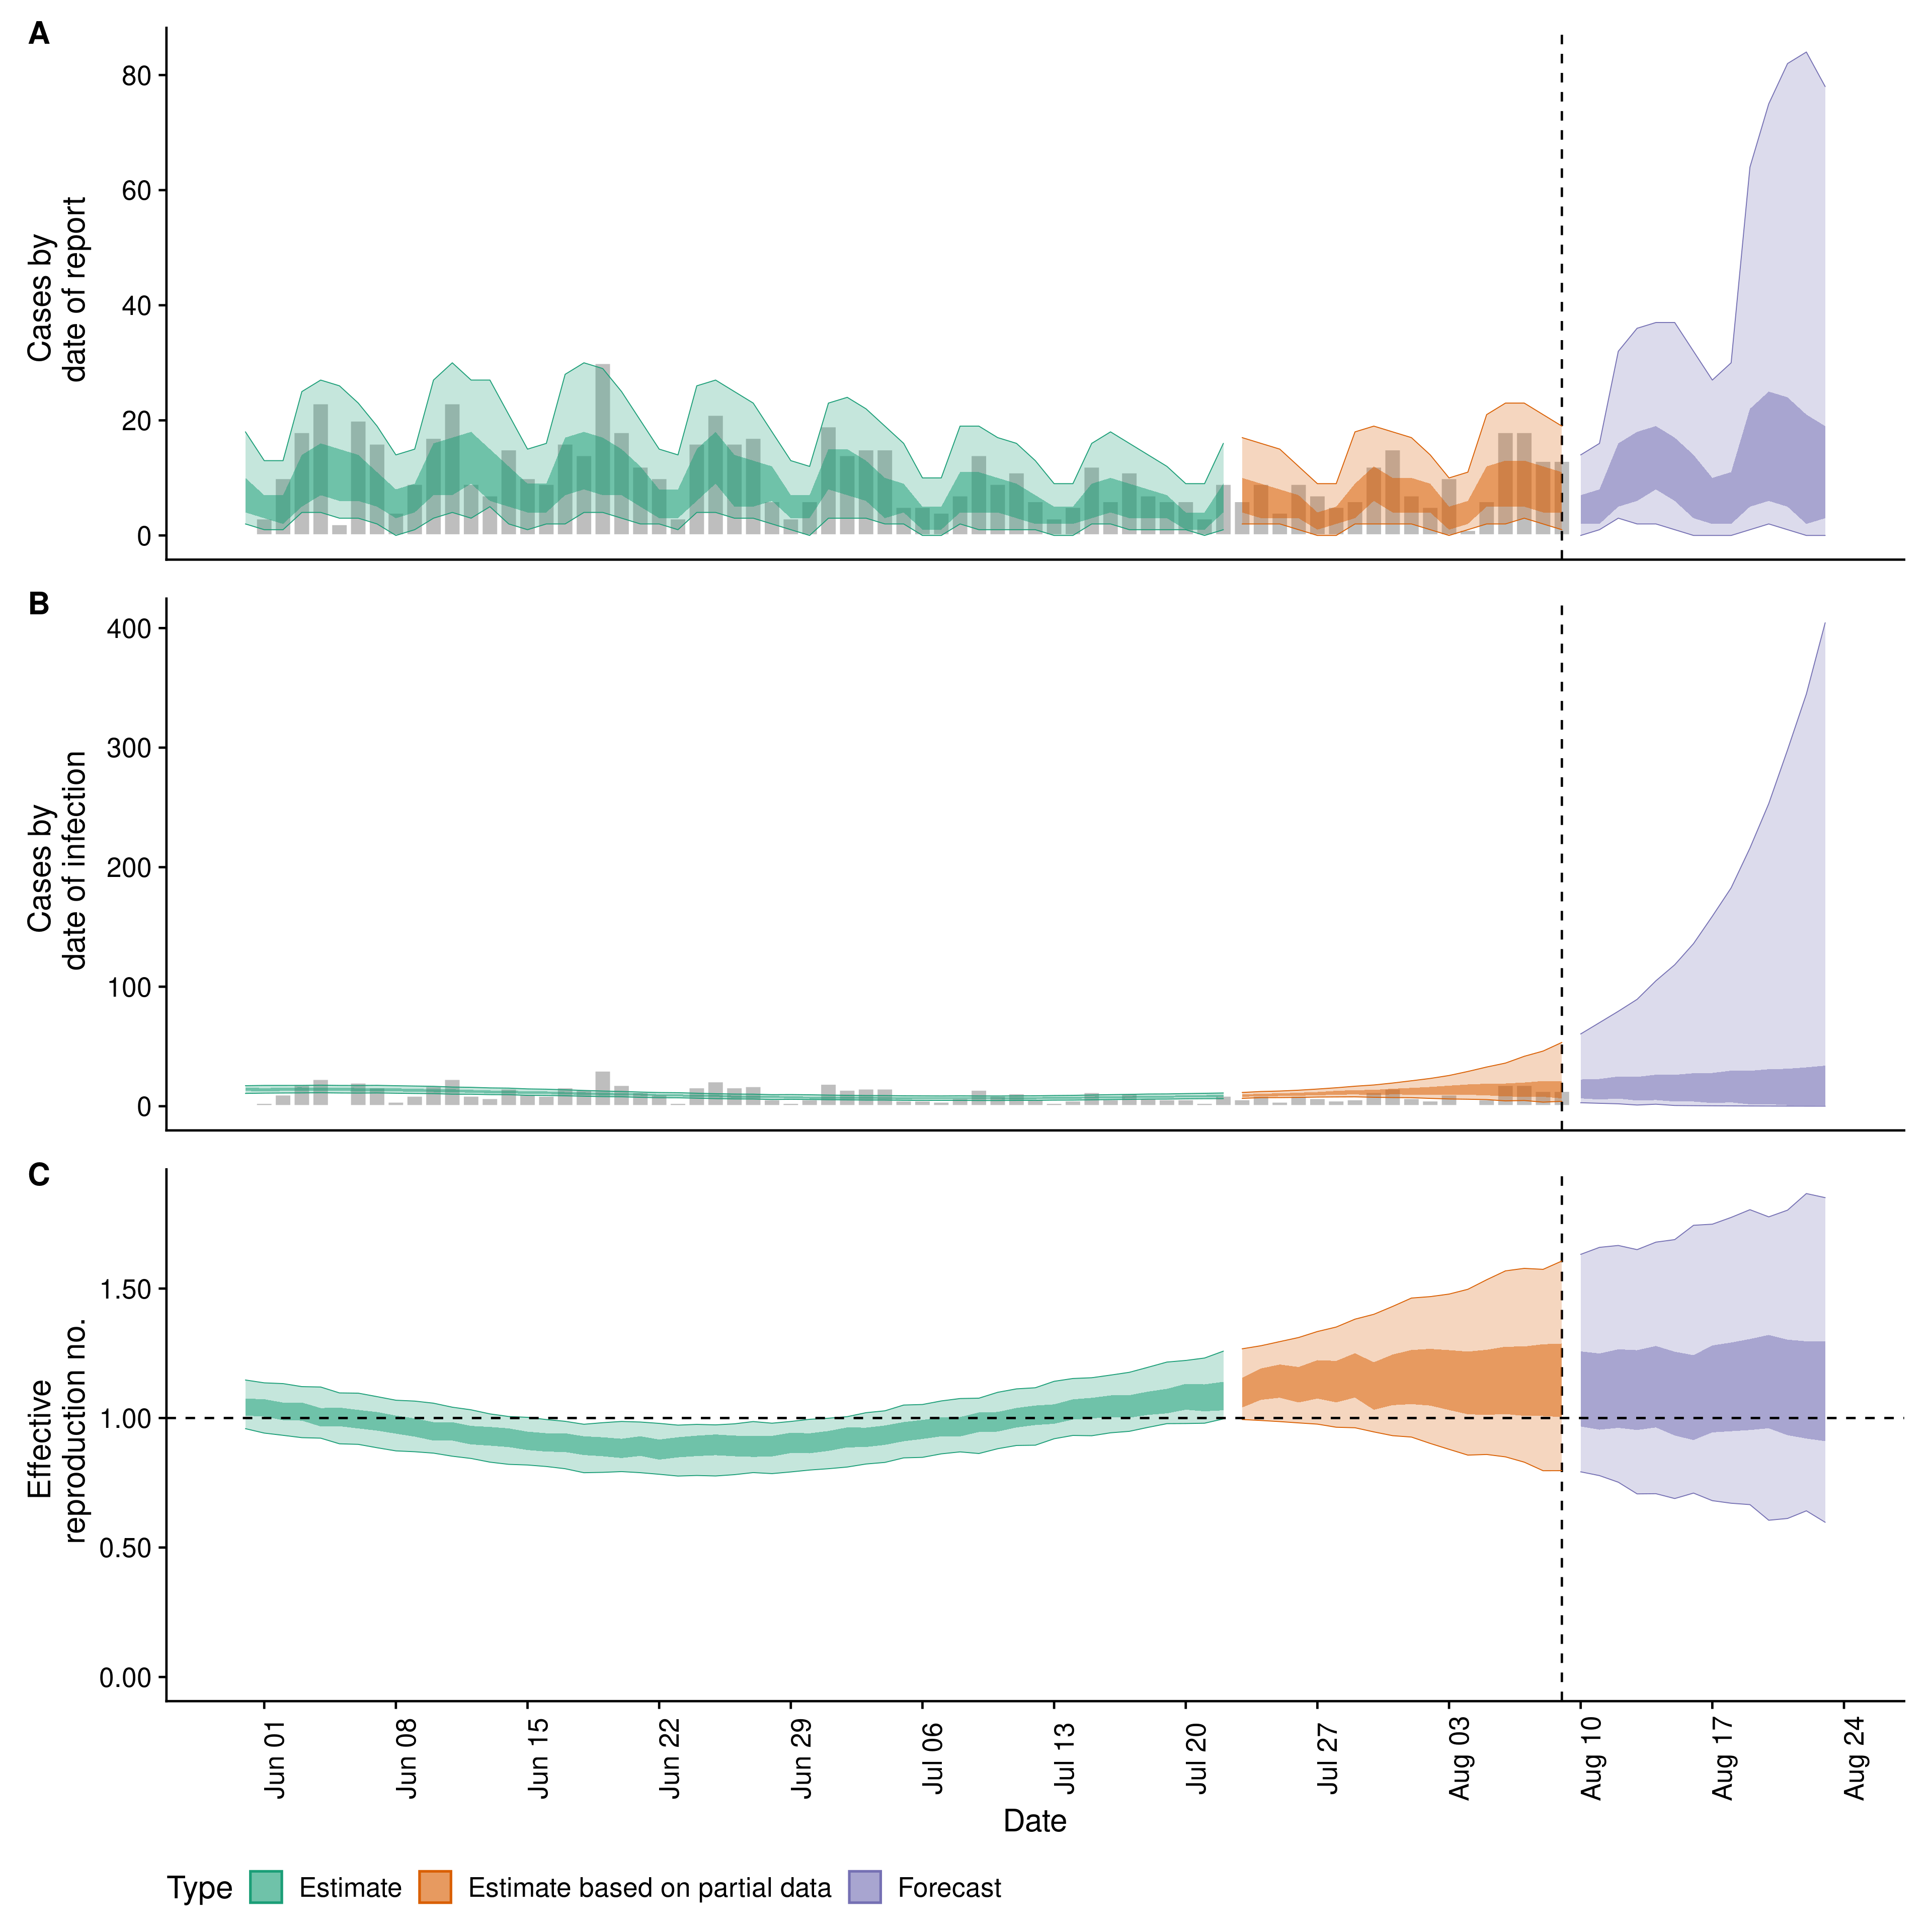 A
80
60
40
20
0
Cases by
date of report
B
400
300
200
100
0
Cases by
date of infection
C
1.50
1.00
0.50
0.00
Effective
reproduction no.
Jun 01
Jun 08
Jun 15
Jun 22
Jun 29
Jul 06
Jul 13
Jul 20
Jul 27
Aug 03
Aug 10
Aug 17
Aug 24
Date
Type Estimate Estimate based on partial data Forecast